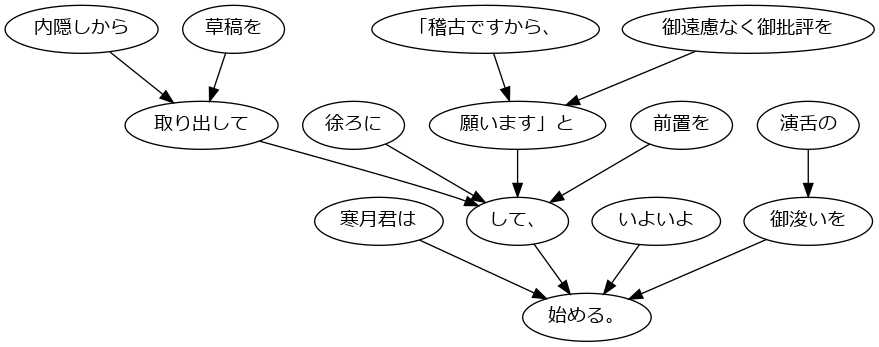 内隠しから
草稿を
「稽古ですから、
御遠慮なく御批評を
取り出して
徐ろに
願います」と
前置を
演舌の
寒月君は
して、
いよいよ
御浚いを
始める。